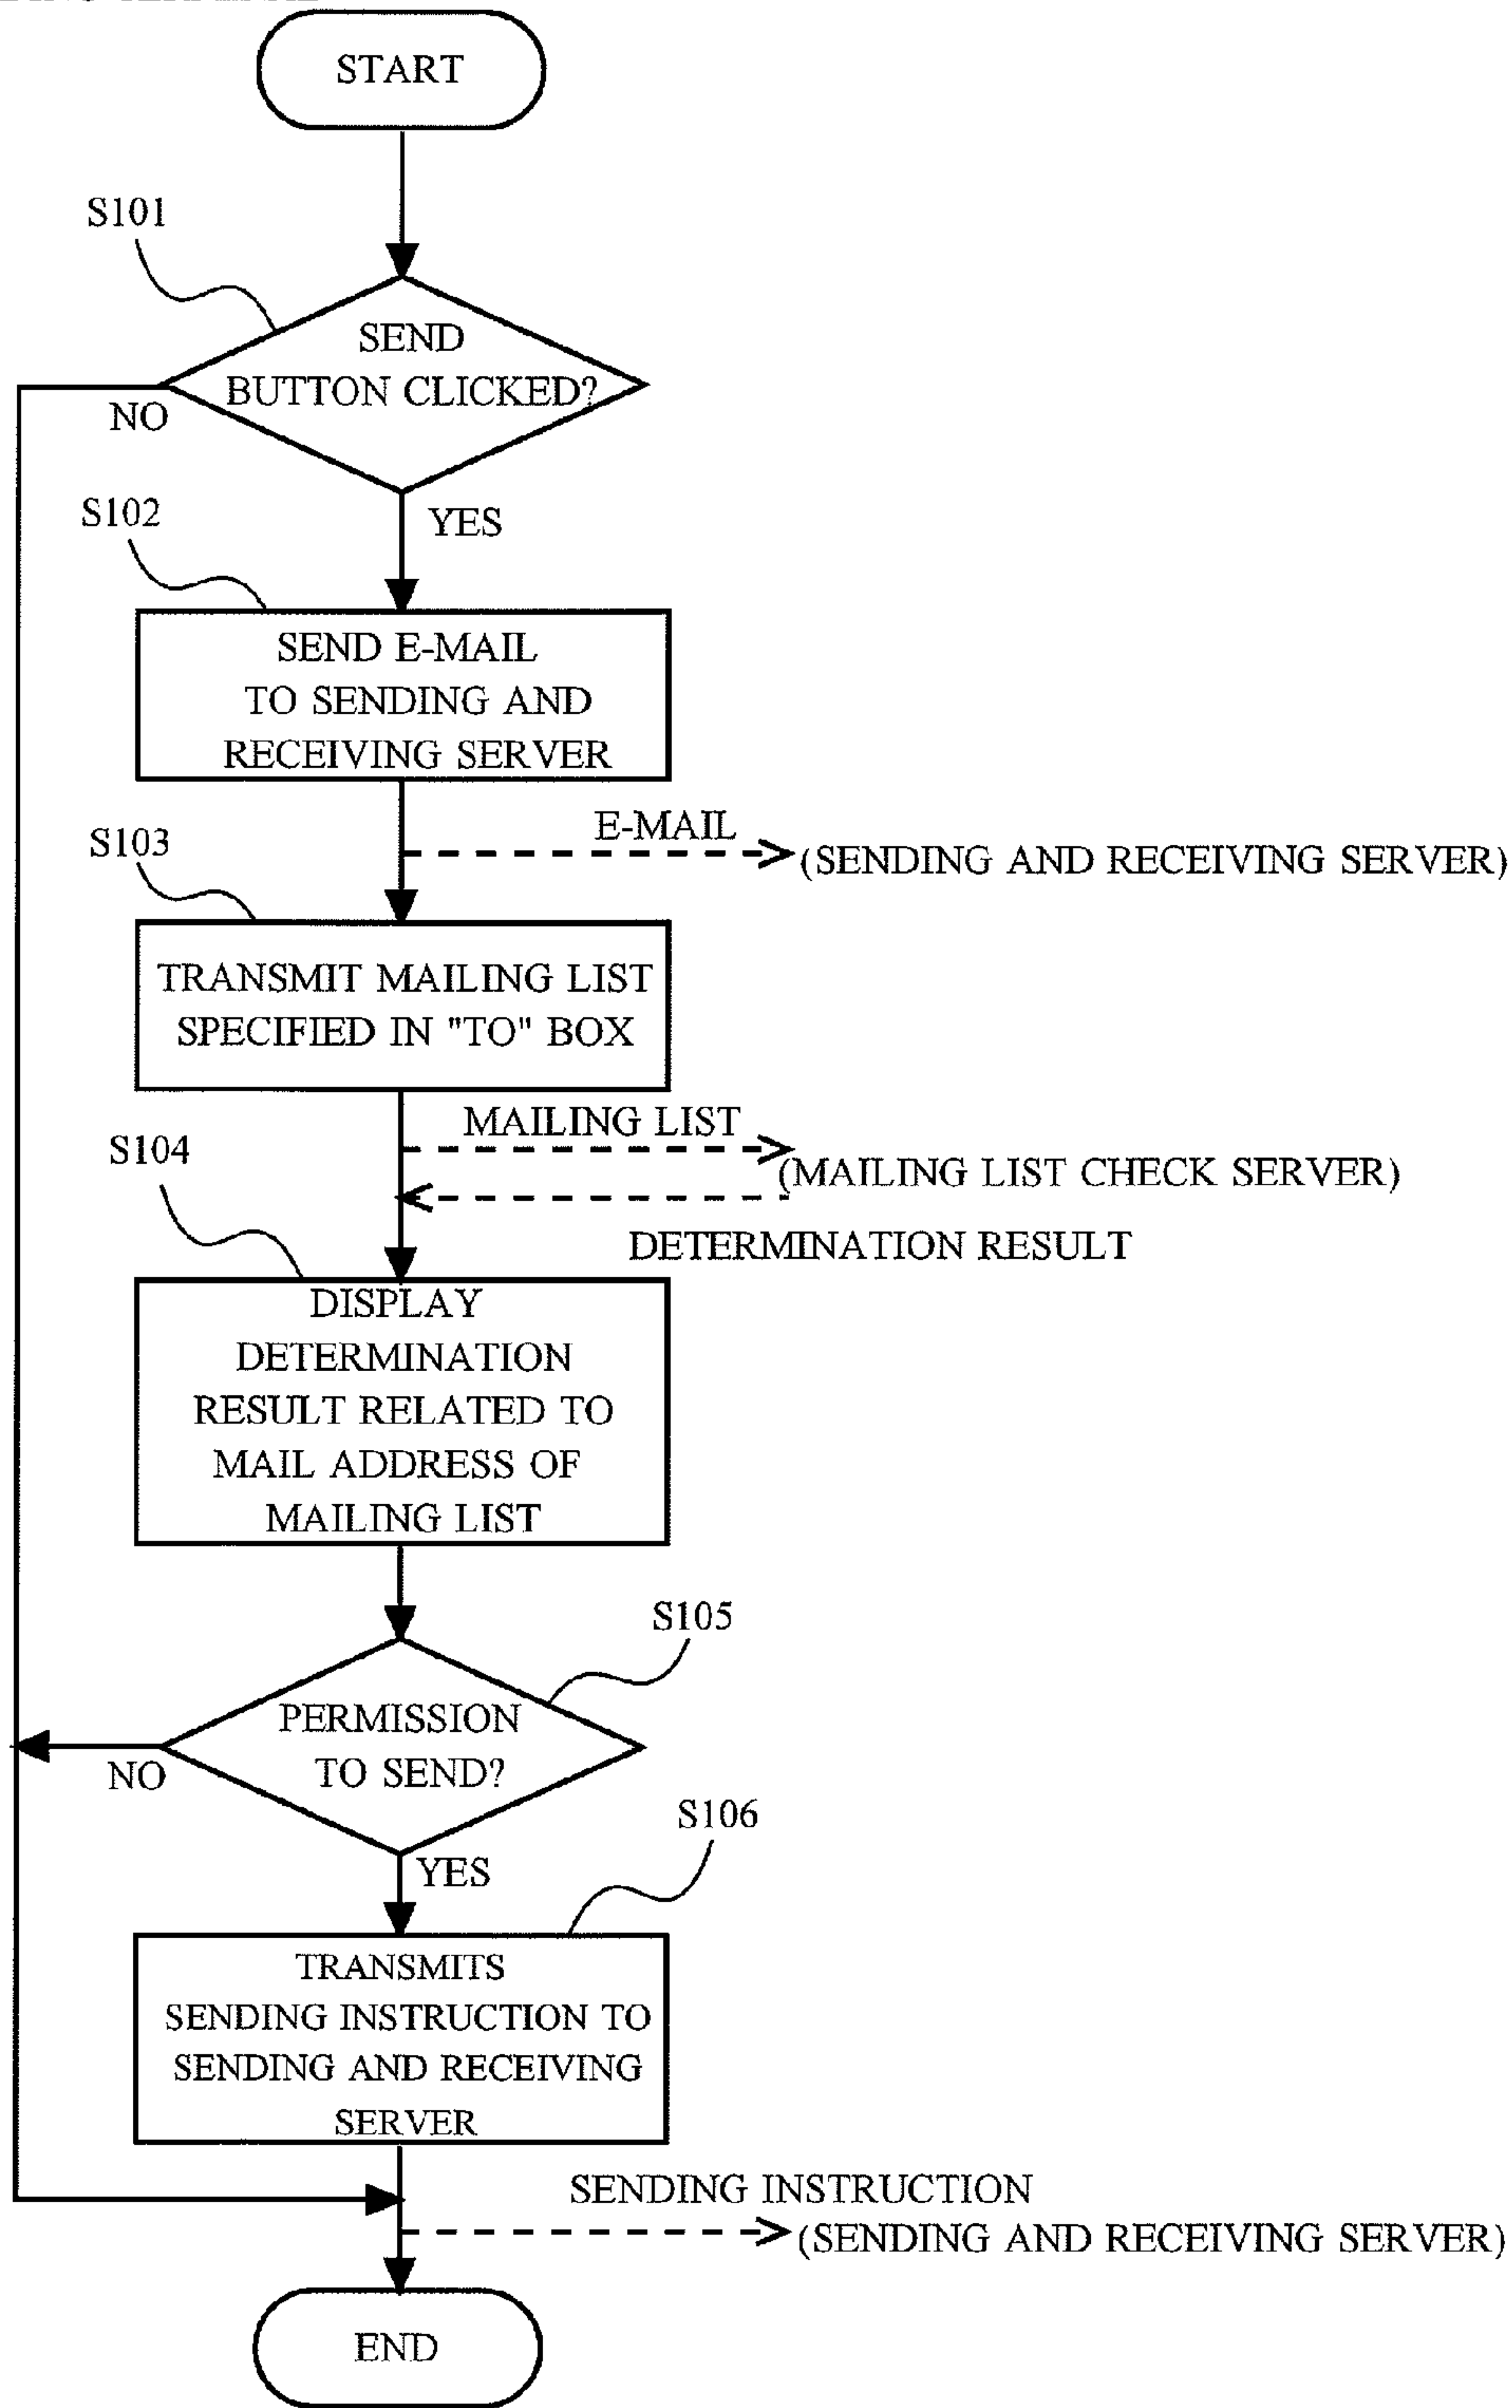 START
S101
SEND
BUTTON CLICKED?
NO
S102
YES
SEND E-MAIL
TO SENDING AND
RECEIVING SERVER
E-MAIL
S103
(SENDING AND RECEIVING SERVER)
TRANSMIT MAILING LIST
SPECIFIED IN "TO" BOX
MAILING LIST
S104
(MAILING LIST CHECK SERVER)
DETERMINATION RESULT
DISPLAY
DETERMINATION
RESULT RELATED TO
MAIL ADDRESS OF
MAILING LIST
S105
PERMISSION
TO SEND?
NO
S106
YES
TRANSMITS
SENDING INSTRUCTION TO
SENDING AND RECEIVING
SERVER
SENDING INSTRUCTION
(SENDING AND RECEIVING SERVER)
END